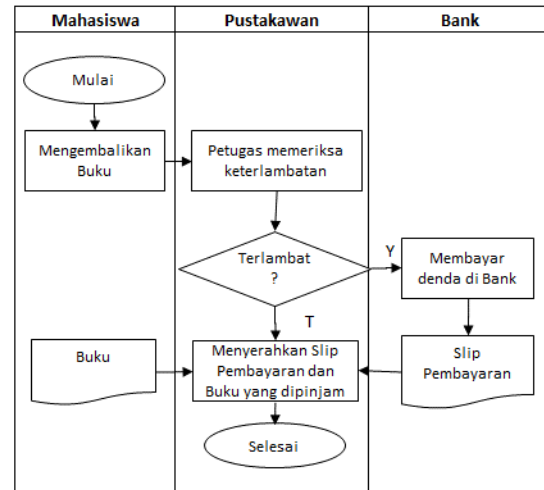 Mahasiswa
Pustakawan
Bank
Mulai
Mengembalikan
Buku
Petugas memeriksa
keterlambatan
Terlambat
?
Y
Membayar
denda di Bank
T
Buku
Menyerahkan Slip
Pembayaran dan
Buku yang dipinjam
Slip
Pembayaran
Selesai